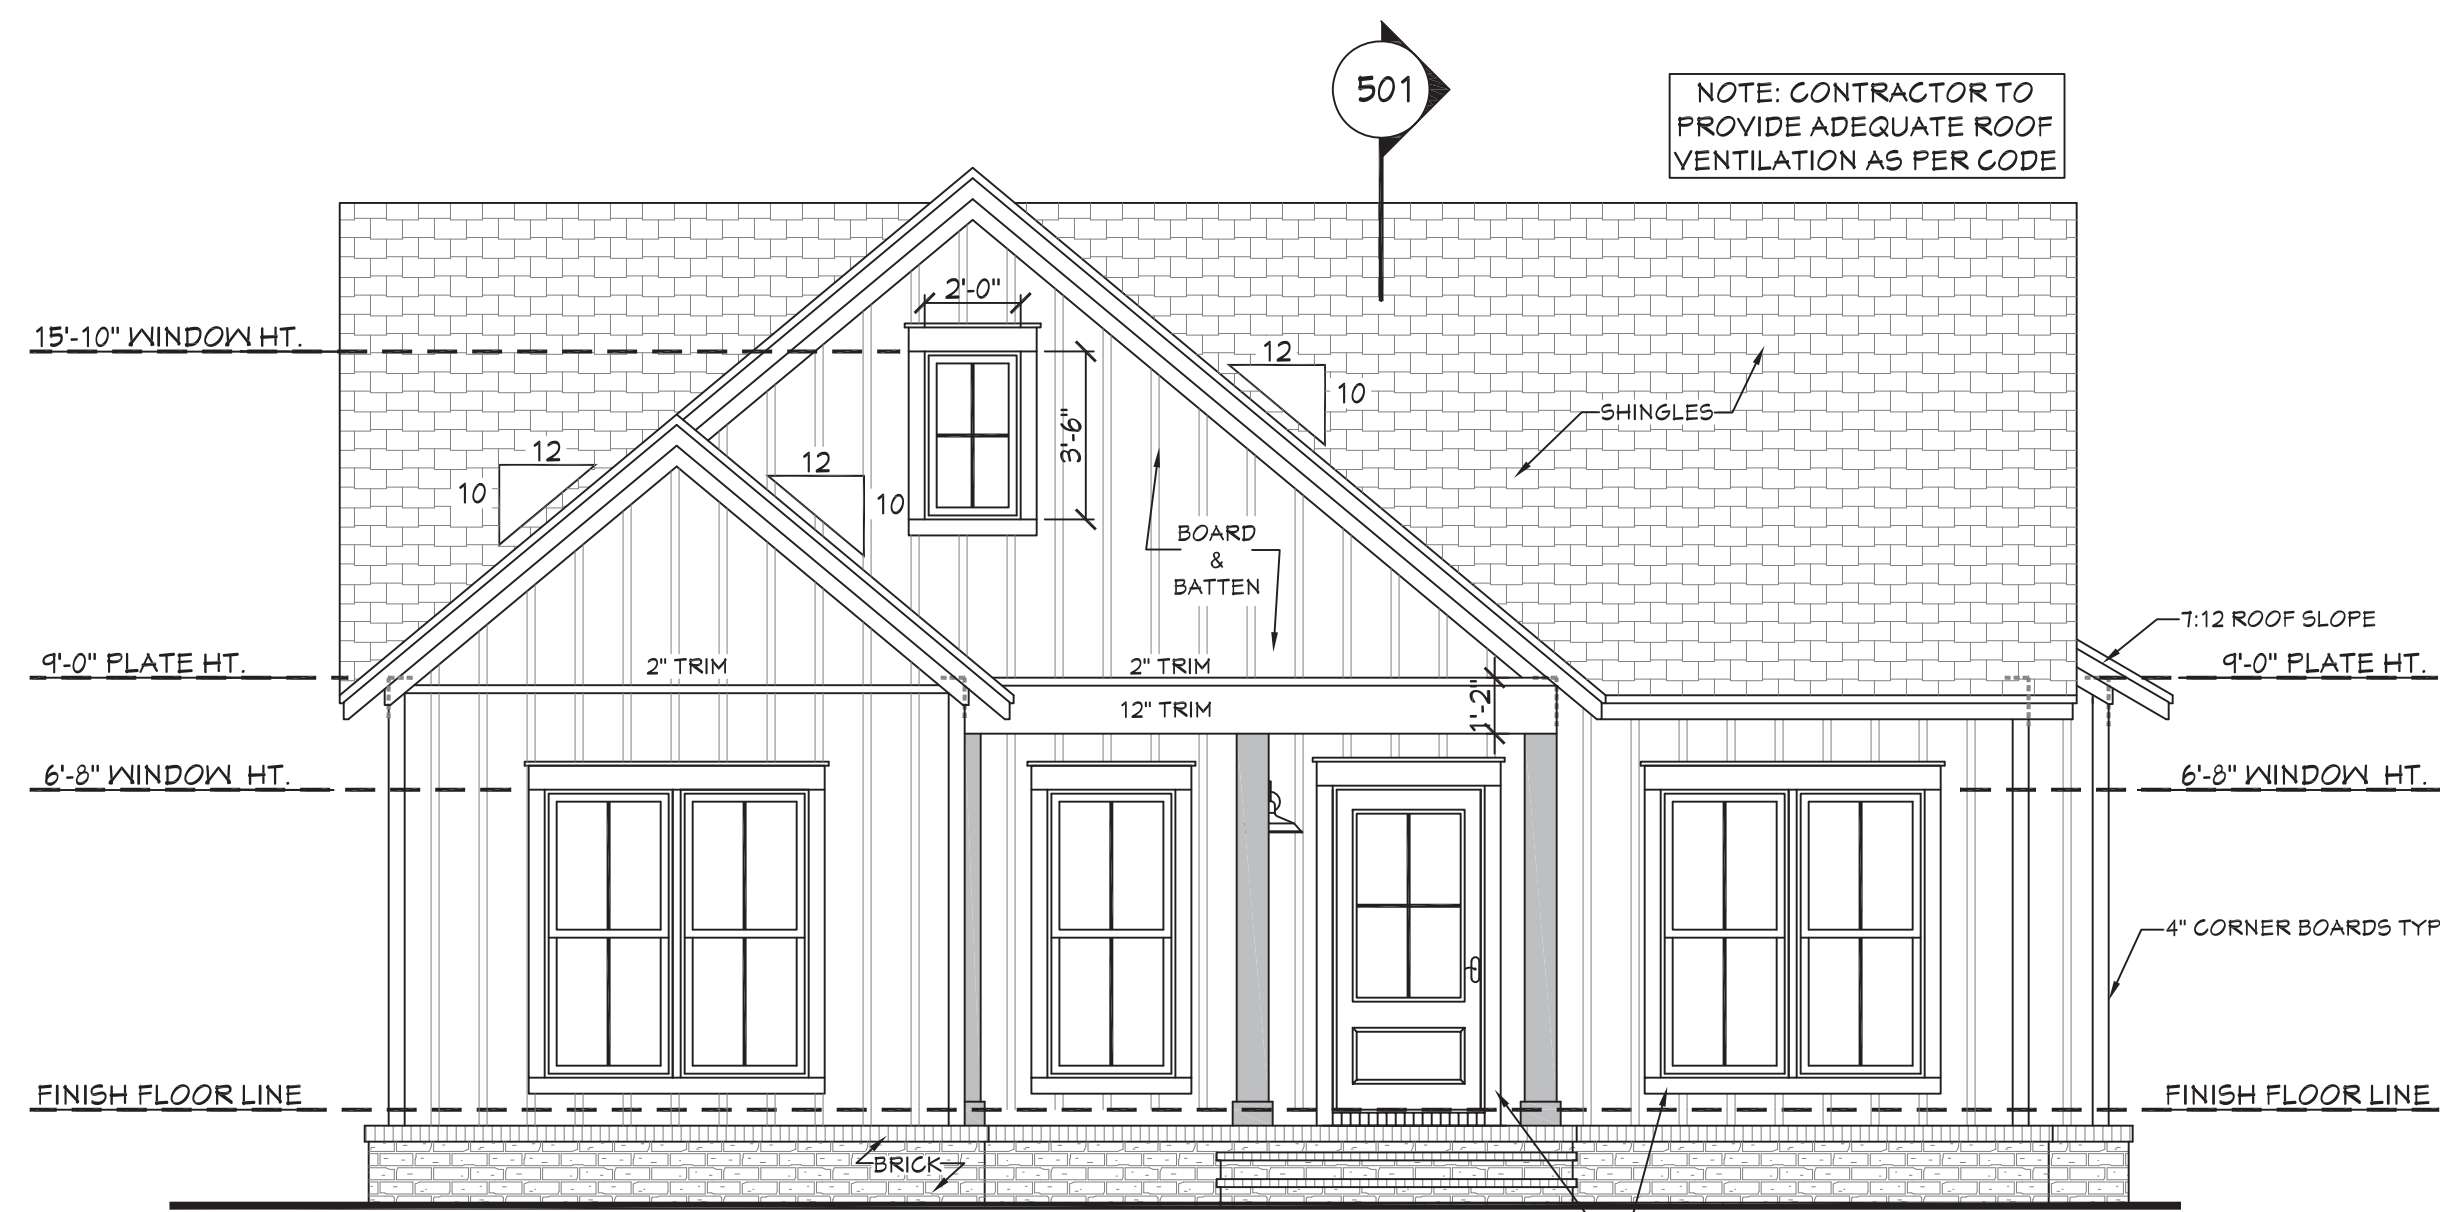 501
NOTE: CONTRACTOR TO
PROVIDE ADEQUATE ROOF
VENTILATION AS PER CODE
2'-0"
15'-10" WINDOW HT.
12
10
3'-6"
SHINGLES
12
10
12
10
BOARD
&
BATTEN
7:12 ROOF SLOPE
9'-0" PLATE HT.
2" TRIM
2" TRIM
9'-0" PLATE HT.
1'-2"
12" TRIM
6'-8" WINDOW HT.
6'-8" WINDOW HT.
4" CORNER BOARDS TYP
FINISH FLOOR LINE
FINISH FLOOR LINE
BRICK